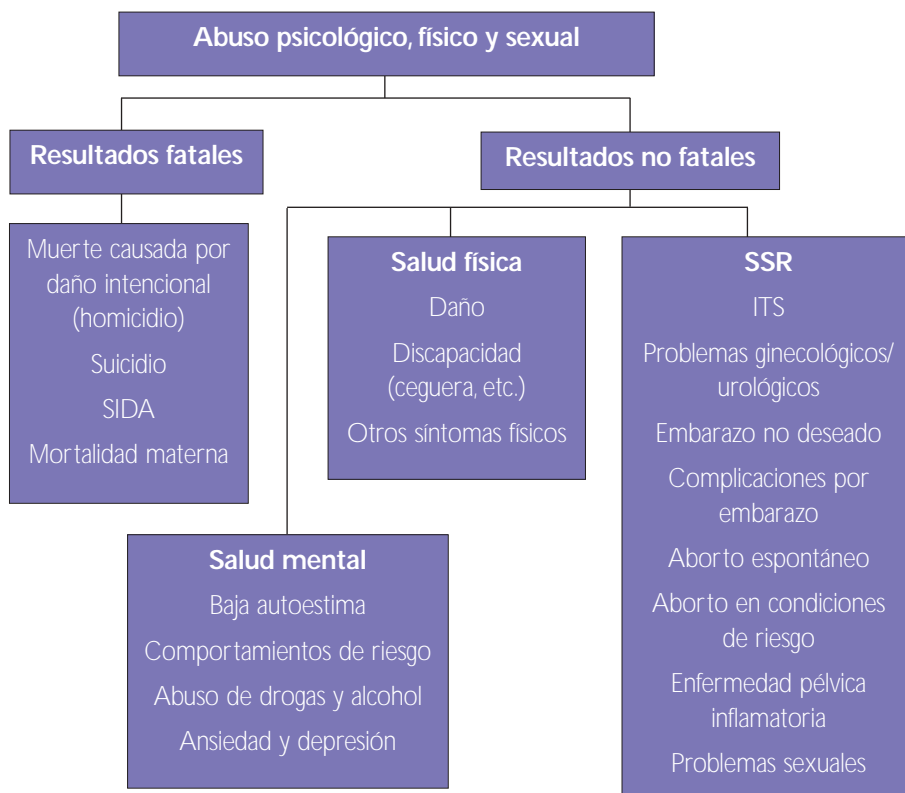 Abuso psicológico, físico y sexual
Resultados fatales
Resultados no fatales
Muerte causada por
daño intencional
(homicidio)
Suicidio
SIDA
Mortalidad materna
Salud física
Daño
Discapacidad
(ceguera, etc.)
Otros síntomas físicos
SSR
ITS
Problemas ginecológicos/
urológicos
Embarazo no deseado
Complicaciones por
embarazo
Aborto espontáneo
Aborto en condiciones
de riesgo
Enfermedad pélvica
inflamatoria
Problemas sexuales
Salud mental
Baja autoestima
Comportamientos de riesgo
Abuso de drogas y alcohol
Ansiedad y depresión